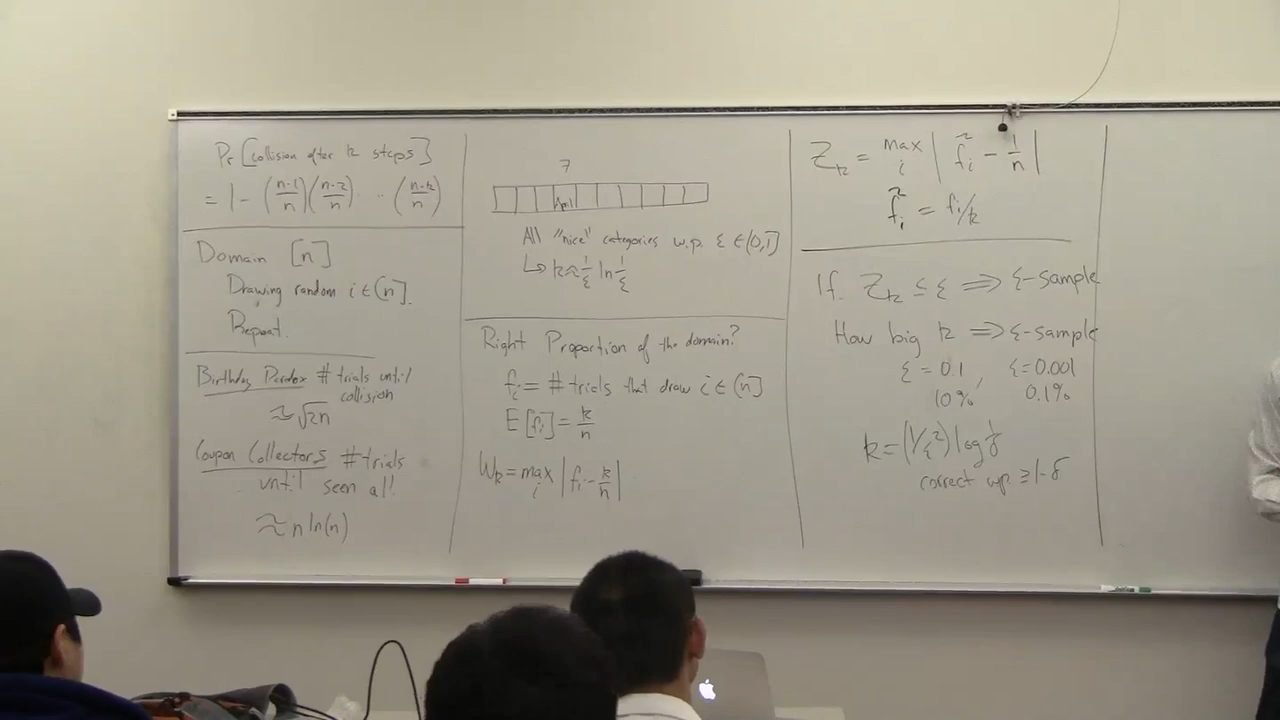 Pr [collision after k steps]
= 1 - (n-1/n)(n-2/n) · · · (n-k/n)
Domain [n]
Drawing random i ∈ [n].
Repeat.
Birthday Paradox # trials until
collision
≈ √2n
Coupon Collectors # trials
until seen all
≈ n ln(n)
7
All "nice" categories w.p. ε ∈ (0,1]
↳ k ≈ 1/ε ln 1/ε
Right Proportion of the domain?
fi = # trials that draw i ∈ [n]
E[fi] = k/n
Wk = max i | fi - k/n |
Zk = max i | f̃i - 1/n |
f̃i = fi/k
If Zk ≤ ε ⟹ ε-sample
How big k ⟹ ε-sample
ε = 0.1, ε = 0.001
10% 0.1%
k = (1/ε²) log 1/δ
correct w.p. ≥ 1-δ